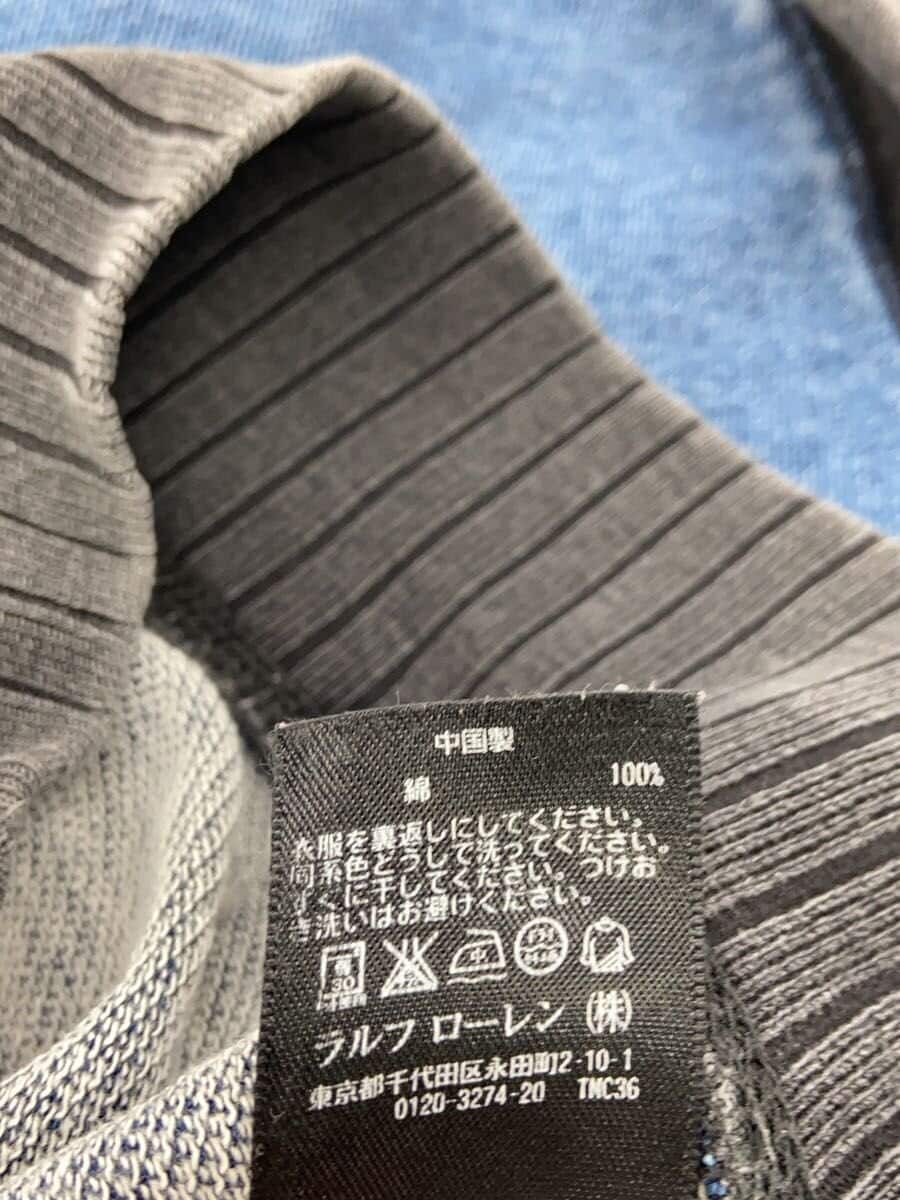 中国製
綿 100%
衣服を裏返しにしてください。
同系色どうしで洗ってください。
すぐに干してください。つけお
き洗いはお避けください。
30
中
ラルフ ローレン (株)
東京都千代田区永田町2-10-1
0120-3274-20 TMC36